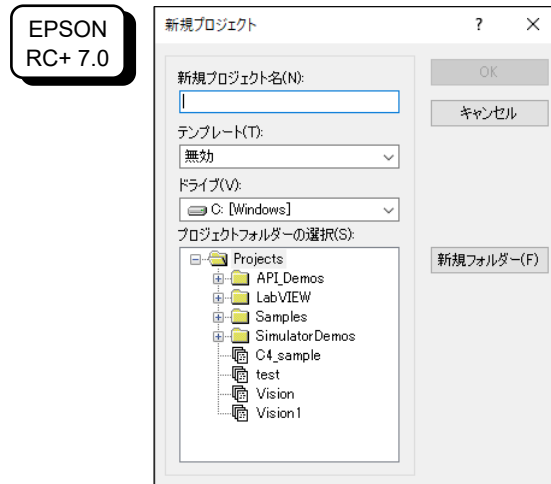 EPSON
RC+ 7.0
新規プロジェクト ? ×
新規プロジェクト名(N):
OK
キャンセル
テンプレート(T):
無効
ドライブ(V):
C: [Windows]
プロジェクトフォルダーの選択(S):
新規フォルダー(F)
Projects
API_Demos
LabVIEW
Samples
SimulatorDemos
C4_sample
test
Vision
Vision1